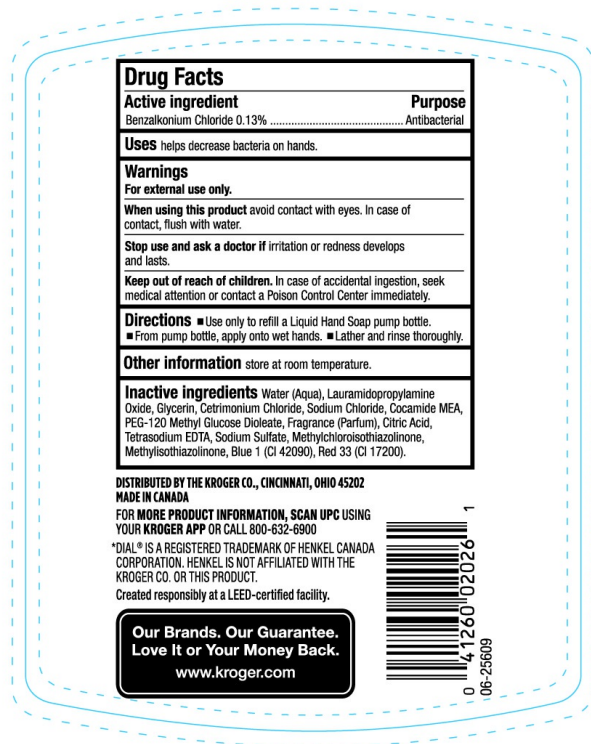 Drug Facts
Active ingredient Purpose
Benzalkonium Chloride 0.13% ............................................ Antibacterial
Uses helps decrease bacteria on hands.
Warnings
For external use only.
When using this product avoid contact with eyes. In case of
contact, flush with water.
Stop use and ask a doctor if irritation or redness develops
and lasts.
Keep out of reach of children. In case of accidental ingestion, seek
medical attention or contact a Poison Control Center immediately.
Directions ■ Use only to refill a Liquid Hand Soap pump bottle.
■ From pump bottle, apply onto wet hands. ■ Lather and rinse thoroughly.
Other information store at room temperature.
Inactive ingredients Water (Aqua), Lauramidopropylamine
Oxide, Glycerin, Cetrimonium Chloride, Sodium Chloride, Cocamide MEA,
PEG-120 Methyl Glucose Dioleate, Fragrance (Parfum), Citric Acid,
Tetrasodium EDTA, Sodium Sulfate, Methylchloroisothiazolinone,
Methylisothiazolinone, Blue 1 (CI 42090), Red 33 (CI 17200).
DISTRIBUTED BY THE KROGER CO., CINCINNATI, OHIO 45202
MADE IN CANADA
FOR MORE PRODUCT INFORMATION, SCAN UPC USING
YOUR KROGER APP OR CALL 800-632-6900
*DIAL® IS A REGISTERED TRADEMARK OF HENKEL CANADA
CORPORATION. HENKEL IS NOT AFFILIATED WITH THE
KROGER CO. OR THIS PRODUCT.
Created responsibly at a LEED-certified facility.
Our Brands. Our Guarantee.
Love It or Your Money Back.
www.kroger.com
0 41260 02026 1
06-25609